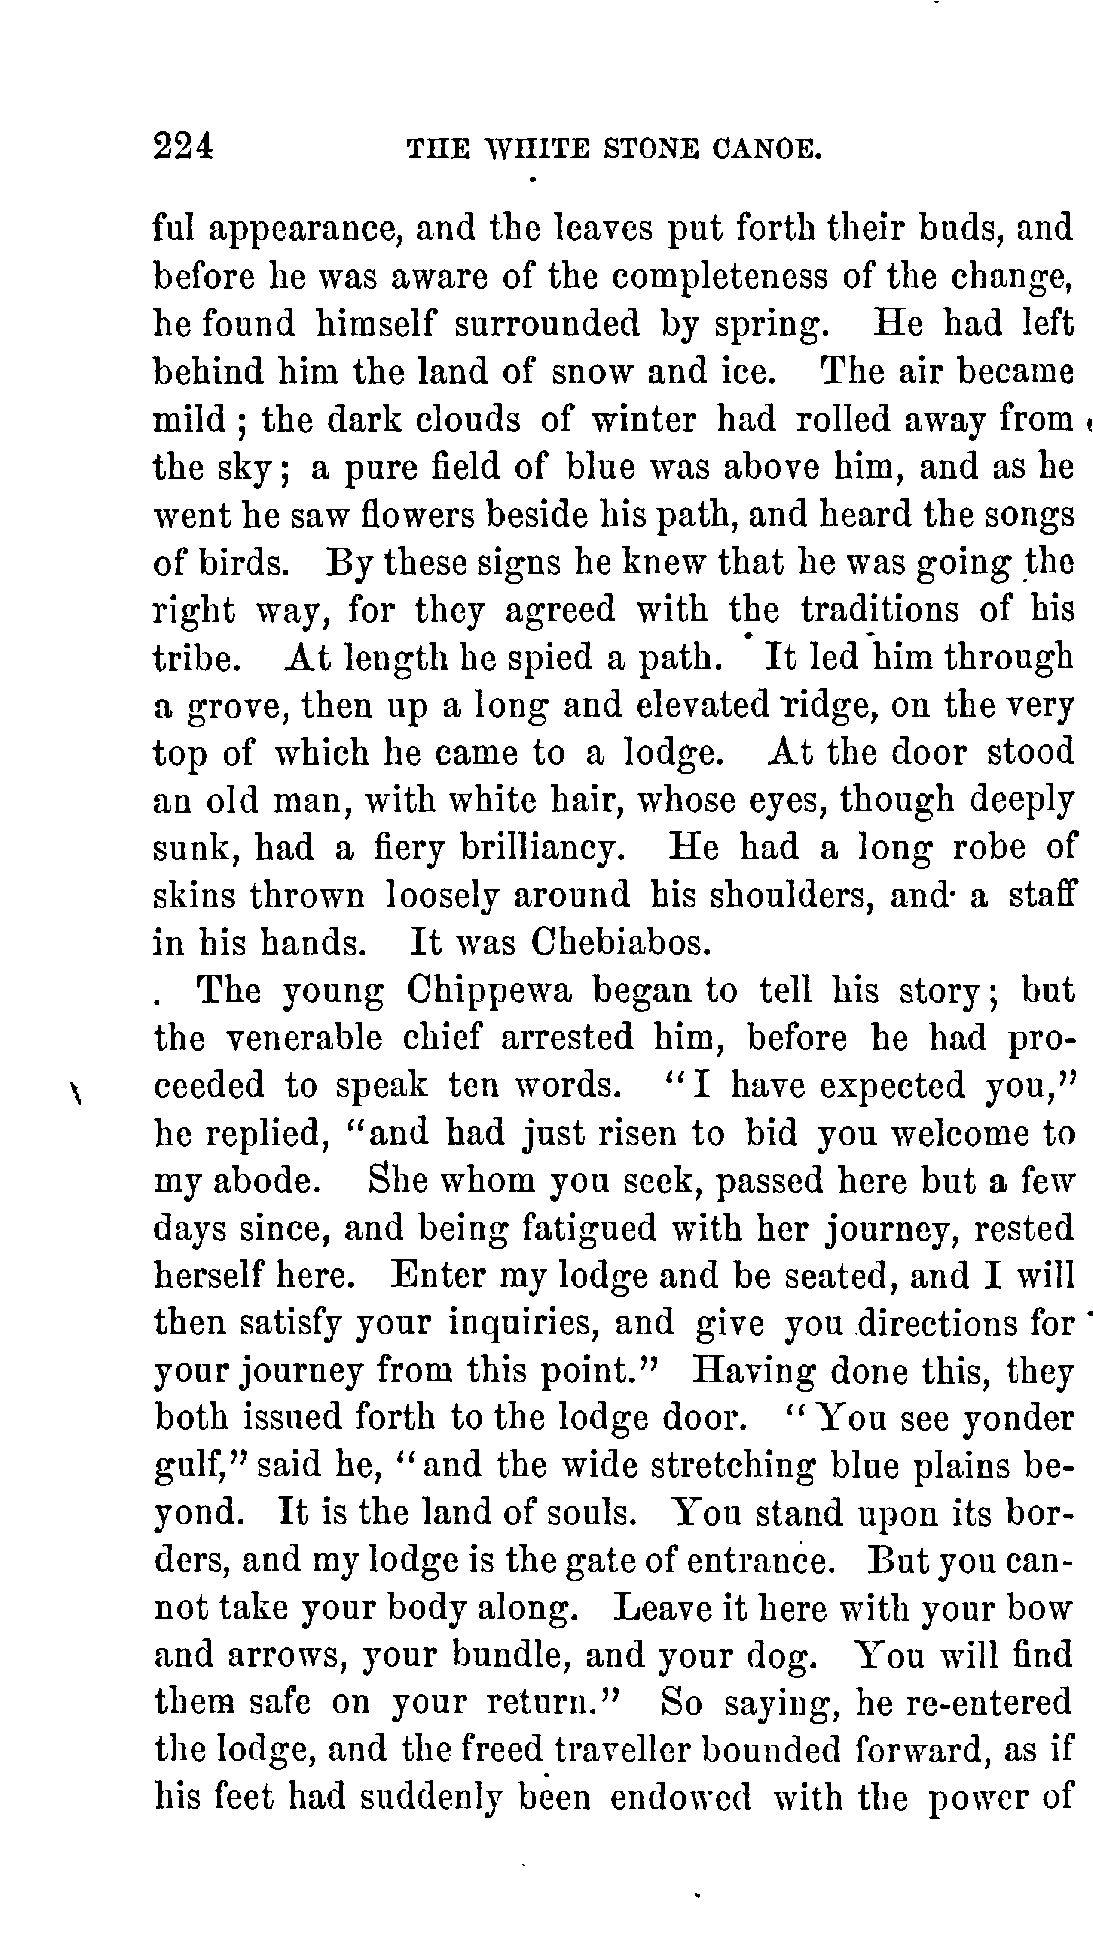 224 THE WHITE STONE CANOE.
ful appearance, and the leaves put forth their buds, and
before he was aware of the completeness of the change,
he found himself surrounded by spring. He had left
behind him the land of snow and ice. The air became
mild ; the dark clouds of winter had rolled away from
the sky ; a pure field of blue was above him, and as he
went he saw flowers beside his path, and heard the songs
of birds. By these signs he knew that he was going the
right way, for they agreed with the traditions of his
tribe. At length he spied a path. It led him through
a grove, then up a long and elevated ridge, on the very
top of which he came to a lodge. At the door stood
an old man, with white hair, whose eyes, though deeply
sunk, had a fiery brilliancy. He had a long robe of
skins thrown loosely around his shoulders, and a staff
in his hands. It was Chebiabos.
The young Chippewa began to tell his story ; but
the venerable chief arrested him, before he had pro-
ceeded to speak ten words. "I have expected you,"
he replied, "and had just risen to bid you welcome to
my abode. She whom you seek, passed here but a few
days since, and being fatigued with her journey, rested
herself here. Enter my lodge and be seated, and I will
then satisfy your inquiries, and give you directions for
your journey from this point." Having done this, they
both issued forth to the lodge door. "You see yonder
gulf," said he, "and the wide stretching blue plains be-
yond. It is the land of souls. You stand upon its bor-
ders, and my lodge is the gate of entrance. But you can-
not take your body along. Leave it here with your bow
and arrows, your bundle, and your dog. You will find
them safe on your return." So saying, he re-entered
the lodge, and the freed traveller bounded forward, as if
his feet had suddenly been endowed with the power of